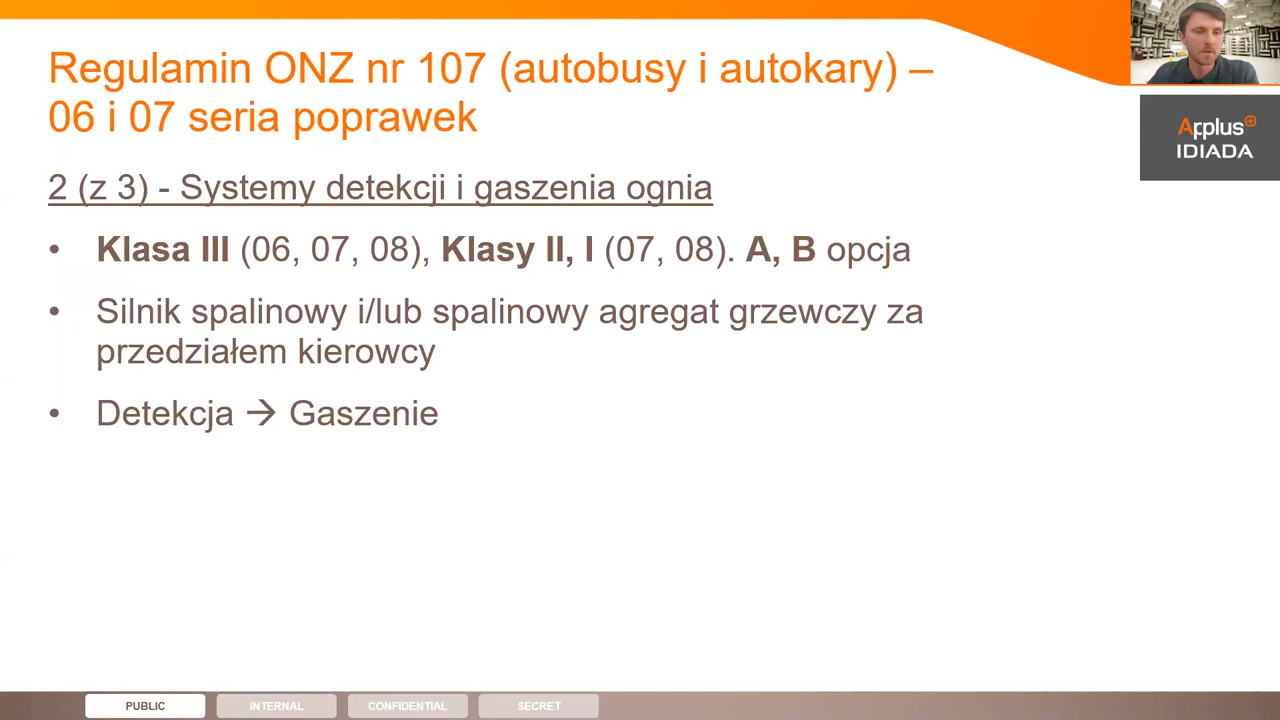 Regulamin ONZ nr 107 (autobusy i autokary) –
06 i 07 seria poprawek
Applus+
IDIADA
2 (z 3) - Systemy detekcji i gaszenia ognia
• Klasa III (06, 07, 08), Klasy II, I (07, 08). A, B opcja
• Silnik spalinowy i/lub spalinowy agregat grzewczy za
przedziałem kierowcy
• Detekcja → Gaszenie
PUBLIC
INTERNAL
CONFIDENTIAL
SECRET